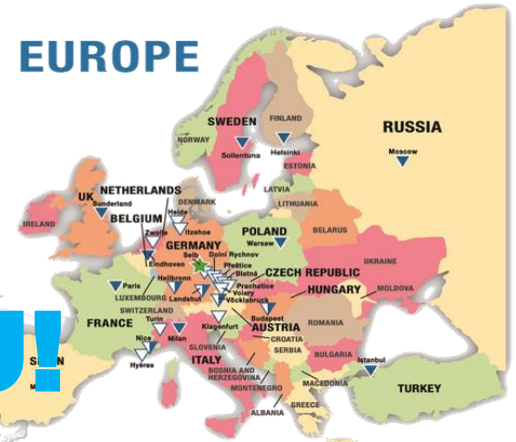 EUROPE
SWEDEN
FINLAND
NORWAY
RUSSIA
Sollentuna
Helsinki
Moscow
ESTONIA
LATVIA
LITHUANIA
NETHERLANDS
DENMARK
UK
Sunderland
BELGIUM
Heide
Itzehoe
IRELAND
Zwolle
POLAND
Warsaw
BELARUS
GERMANY
Selb
Dolní Rychnov
Eindhoven
Přeštice
UKRAINE
Blatná
CZECH REPUBLIC
Heilbronn
Prachatice
Paris
Volary
HUNGARY
MOLDOVA
LUXEMBOURG
Landshut
Vöcklabruck
SWITZERLAND
Turin
Klagenfurt
Budapest
FRANCE
AUSTRIA
ROMANIA
Nice
Milan
CROATIA
SLOVENIA
SERBIA
Hyères
ITALY
BULGARIA
Istanbul
BOSNIA AND
HERZEGOVINA
MONTENEGRO
MACEDONIA
TURKEY
ALBANIA
GREECE
U!